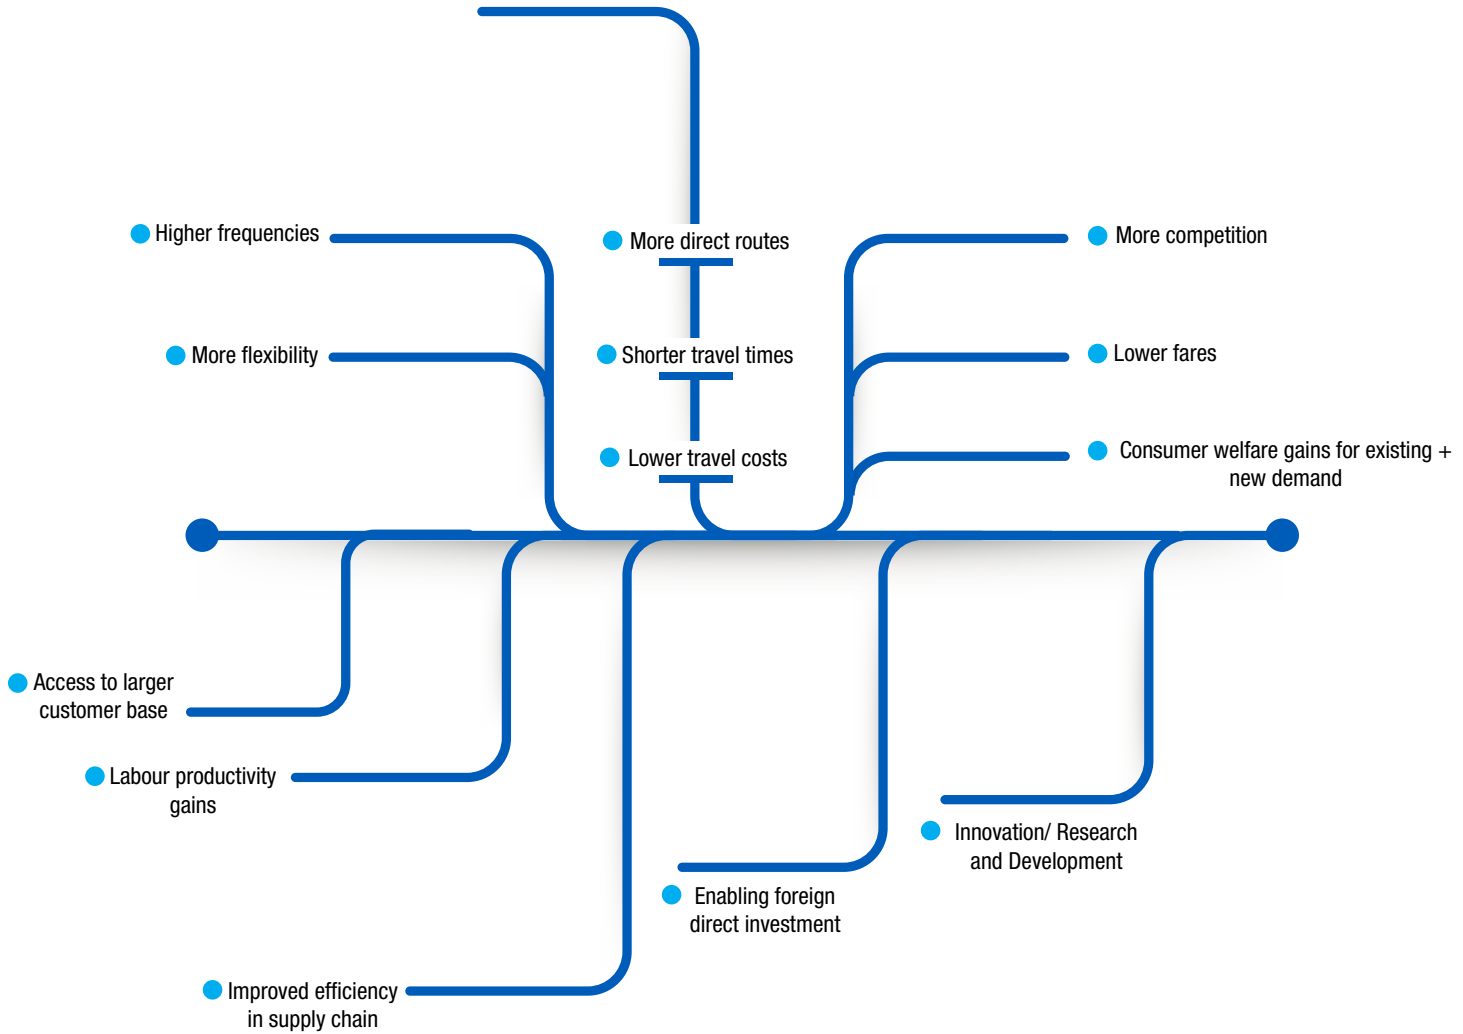 Higher frequencies
More direct routes
More competition
More flexibility
Shorter travel times
Lower fares
Lower travel costs
Consumer welfare gains for existing +
new demand
Access to larger
customer base
Labour productivity
gains
Innovation/ Research
and Development
Enabling foreign
direct investment
Improved efficiency
in supply chain